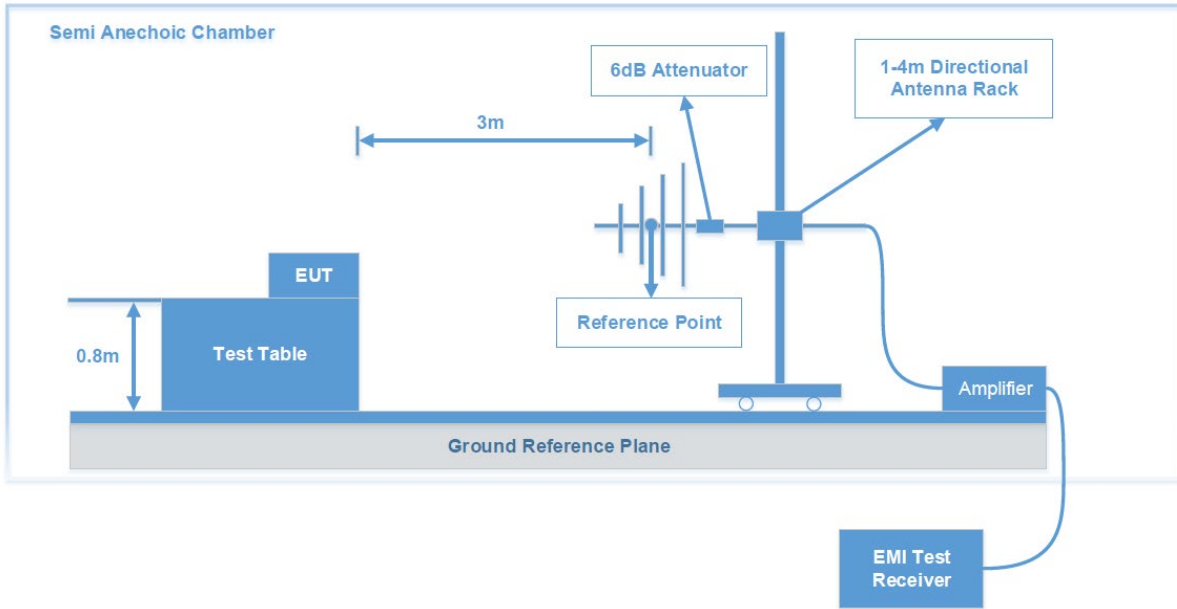 Semi Anechoic Chamber
6dB Attenuator
1-4m Directional
Antenna Rack
3m
EUT
Reference Point
0.8m
Test Table
Amplifier
Ground Reference Plane
EMI Test
Receiver